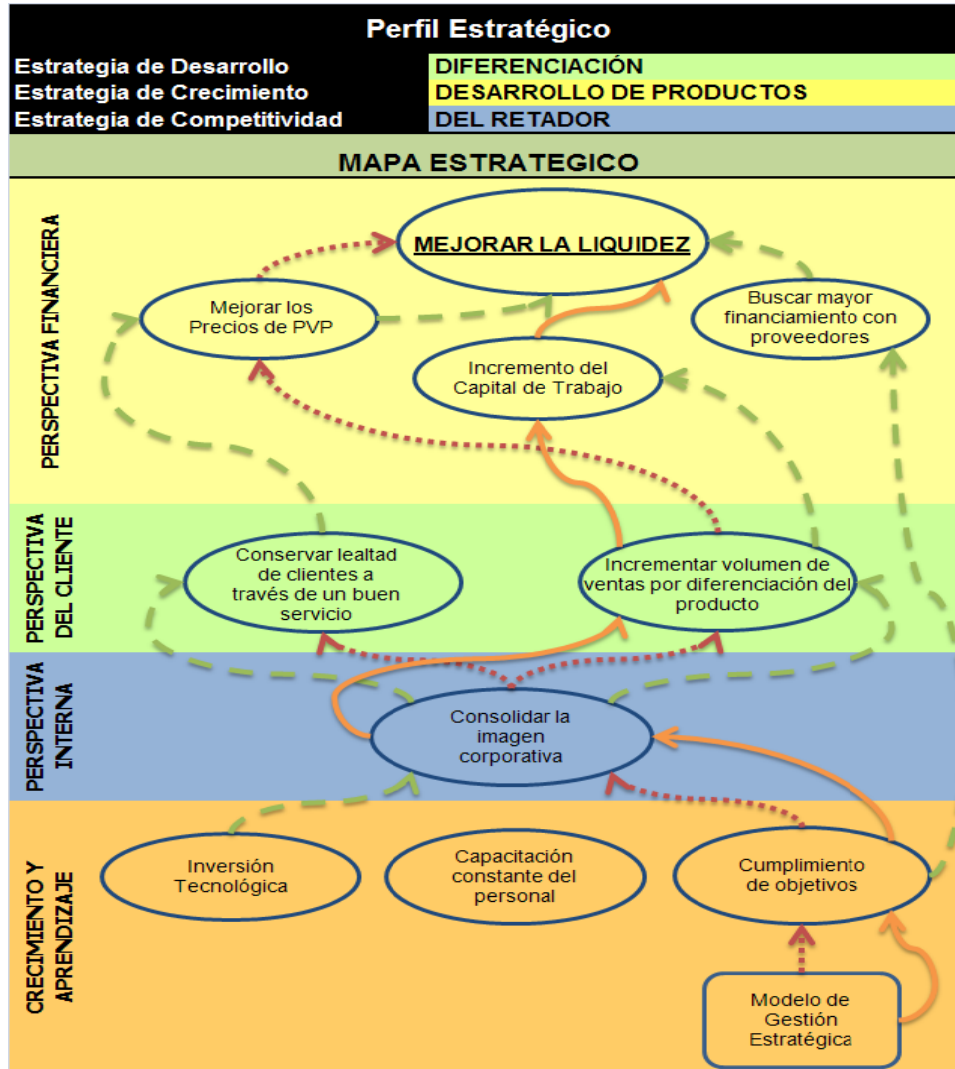 Perfil Estratégico
Estrategia de Desarrollo DIFERENCIACIÓN
Estrategia de Crecimiento DESARROLLO DE PRODUCTOS
Estrategia de Competitividad DEL RETADOR
MAPA ESTRATEGICO
PERSPECTIVA FINANCIERA
MEJORAR LA LIQUIDEZ
Mejorar los
Precios de PVP
Buscar mayor
financiamiento con
proveedores
Incremento del
Capital de Trabajo
PERSPECTIVA
DEL CLIENTE
Conservar lealtad
de clientes a
través de un buen
servicio
Incrementar volumen de
ventas por diferenciación del
producto
PERSPECTIVA
INTERNA
Consolidar la
imagen
corporativa
CRECIMIENTO Y
APRENDIZAJE
Inversión
Tecnológica
Capacitación
constante del
personal
Cumplimiento
de objetivos
Modelo de
Gestión
Estratégica